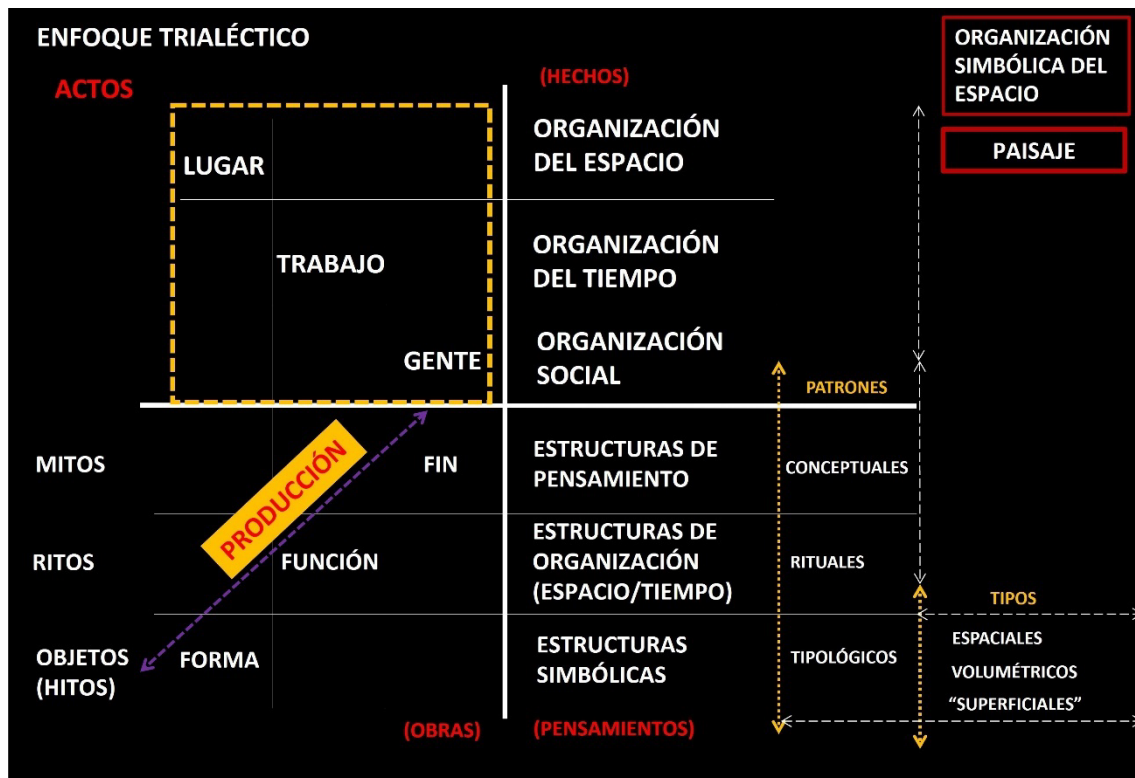 ENFOQUE TRIALÉCTICO
ACTOS
(HECHOS)
ORGANIZACIÓN
SIMBÓLICA DEL
ESPACIO
PAISAJE
LUGAR
ORGANIZACIÓN
DEL ESPACIO
TRABAJO
ORGANIZACIÓN
DEL TIEMPO
GENTE
ORGANIZACIÓN
SOCIAL
PATRONES
MITOS
PRODUCCIÓN
FIN
ESTRUCTURAS DE
PENSAMIENTO
CONCEPTUALES
RITOS
FUNCIÓN
ESTRUCTURAS DE
ORGANIZACIÓN
(ESPACIO/TIEMPO)
RITUALES
TIPOS
OBJETOS
(HITOS)
FORMA
ESTRUCTURAS
SIMBÓLICAS
TIPOLÓGICOS
ESPACIALES
VOLUMÉTRICOS
“SUPERFICIALES”
(OBRAS)
(PENSAMIENTOS)